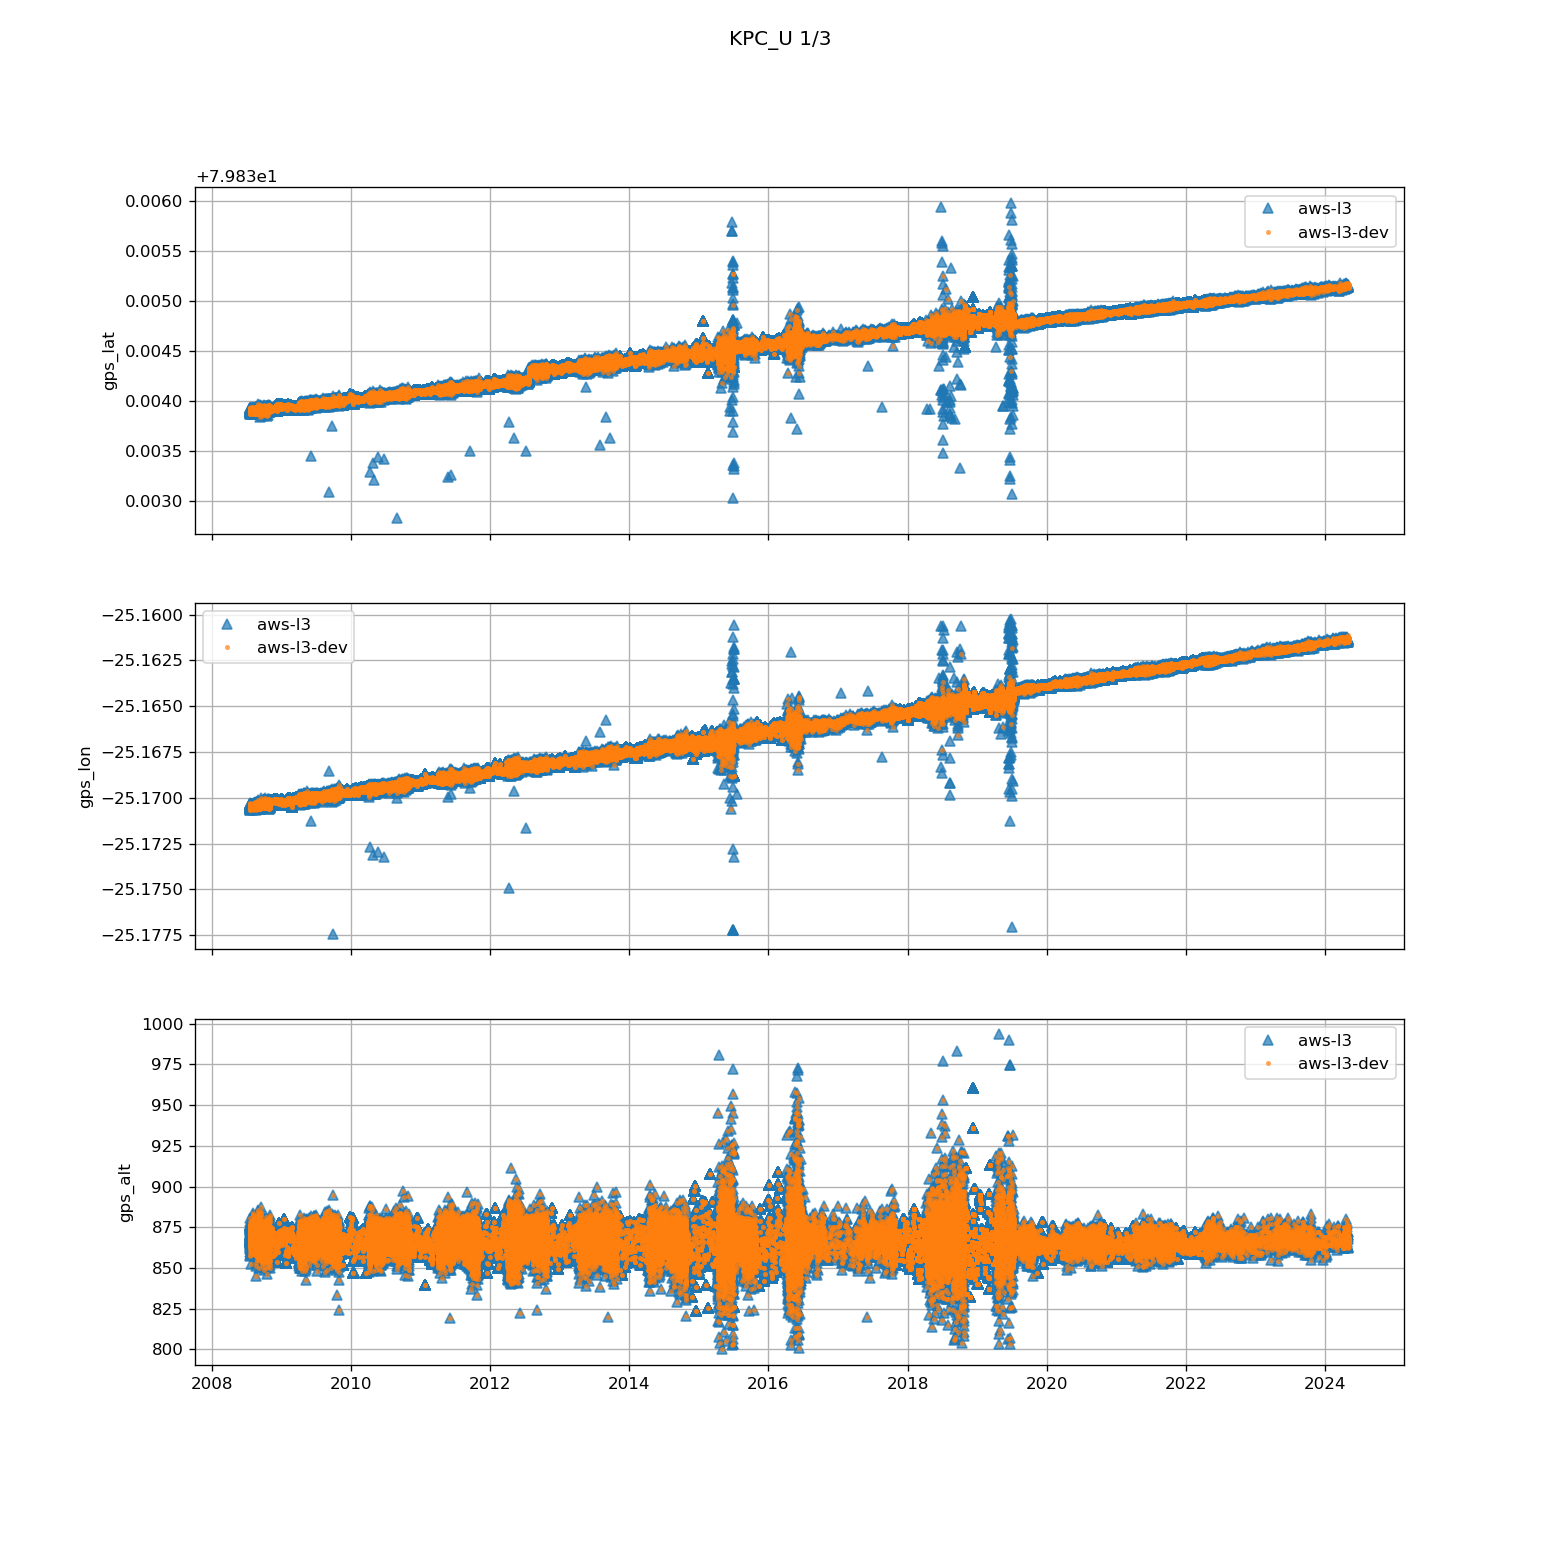 KPC_U 1/3
+7.983e1
0.0060
0.0055
0.0050
0.0045
0.0040
0.0035
0.0030
gps_lat
aws-l3
aws-l3-dev
−25.1600
−25.1625
−25.1650
−25.1675
−25.1700
−25.1725
−25.1750
−25.1775
gps_lon
aws-l3
aws-l3-dev
1000
975
950
925
900
875
850
825
800
gps_alt
aws-l3
aws-l3-dev
2008 2010 2012 2014 2016 2018 2020 2022 2024